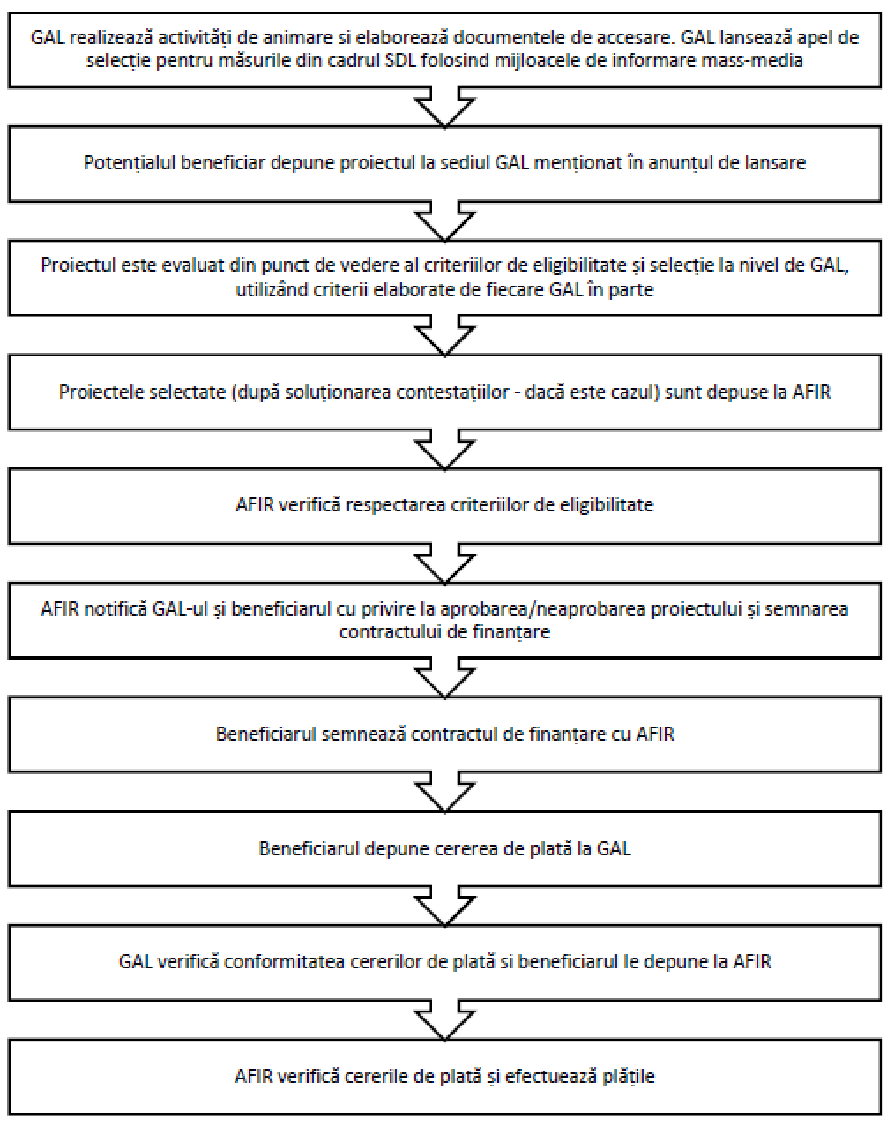 GAL realizează activități de animare si elaborează documentele de accesare. GAL lansează apel de
selecție pentru măsurile din cadrul SDL folosind mijloacele de informare mass-media
Potențialul beneficiar depune proiectul la sediul GAL menționat în anunțul de lansare
Proiectul este evaluat din punct de vedere al criteriilor de eligibilitate și selecție la nivel de GAL,
utilizând criterii elaborate de fiecare GAL în parte
Proiectele selectate (după soluționarea contestațiilor - dacă este cazul) sunt depuse la AFIR
AFIR verifică respectarea criteriilor de eligibilitate
AFIR notifică GAL-ul și beneficiarul cu privire la aprobarea/neaprobarea proiectului și semnarea
contractului de finanțare
Beneficiarul semnează contractul de finanțare cu AFIR
Beneficiarul depune cererea de plată la GAL
GAL verifică conformitatea cererilor de plată si beneficiarul le depune la AFIR
AFIR verifică cererile de plată și efectuează plățile